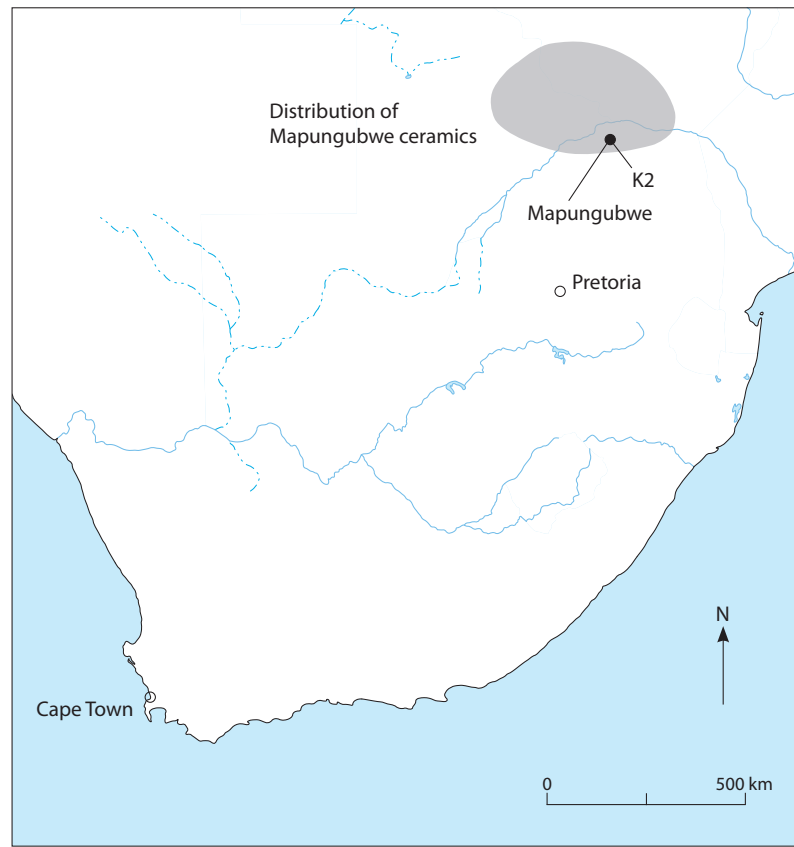 Distribution of
Mapungubwe ceramics
K2
Mapungubwe
Pretoria
N
Cape Town
0 500 km